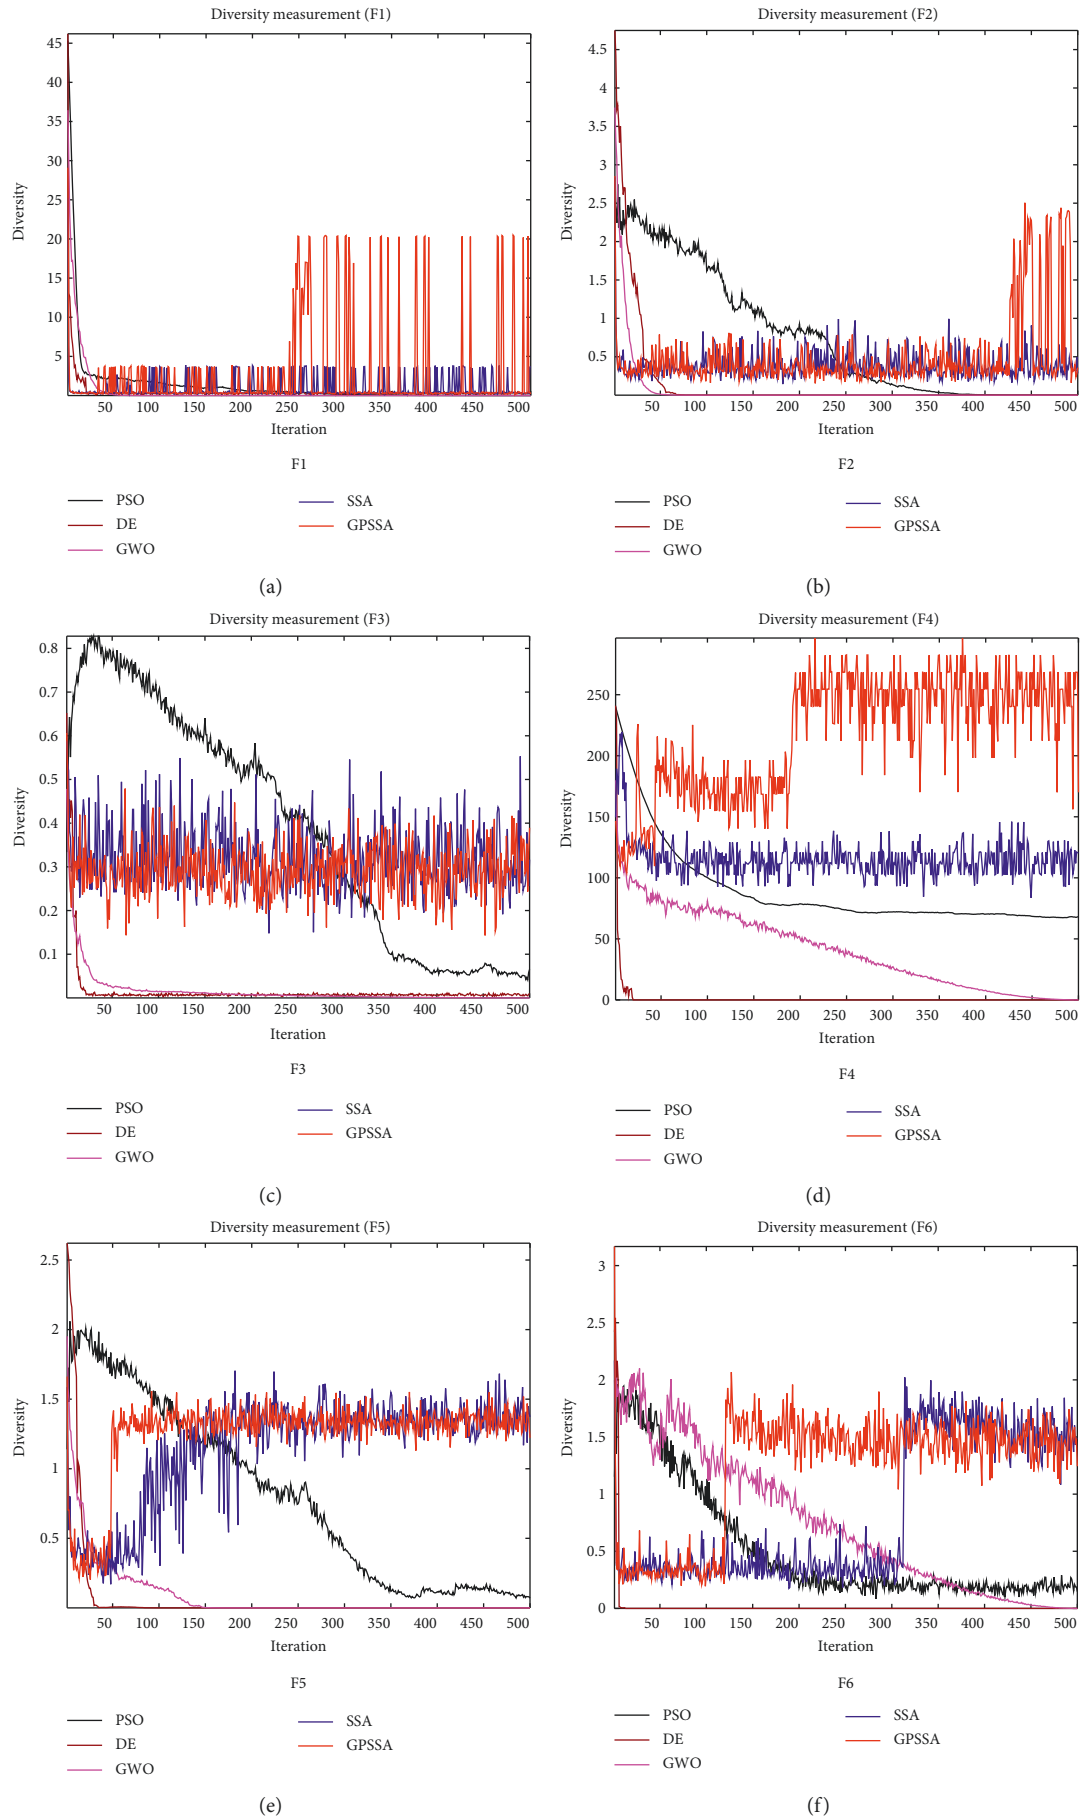 Diversity measurement (F1)
45
40
35
30
25
20
15
10
5
50 100 150 200 250 300 350 400 450 500
Diversity
Iteration
F1
PSO
DE
GWO
SSA
GPSSA
(a)
Diversity measurement (F2)
4.5
4
3.5
3
2.5
2
1.5
1
0.5
50 100 150 200 250 300 350 400 450 500
Diversity
Iteration
F2
PSO
DE
GWO
SSA
GPSSA
(b)
Diversity measurement (F3)
0.8
0.7
0.6
0.5
0.4
0.3
0.2
0.1
50 100 150 200 250 300 350 400 450 500
Diversity
Iteration
F3
PSO
DE
GWO
SSA
GPSSA
(c)
Diversity measurement (F4)
250
200
150
100
50
0
50 100 150 200 250 300 350 400 450 500
Diversity
Iteration
F4
PSO
DE
GWO
SSA
GPSSA
(d)
Diversity measurement (F5)
2.5
2
1.5
1
0.5
50 100 150 200 250 300 350 400 450 500
Diversity
Iteration
F5
PSO
DE
GWO
SSA
GPSSA
(e)
Diversity measurement (F6)
3
2.5
2
1.5
1
0.5
0
50 100 150 200 250 300 350 400 450 500
Diversity
Iteration
F6
PSO
DE
GWO
SSA
GPSSA
(f)